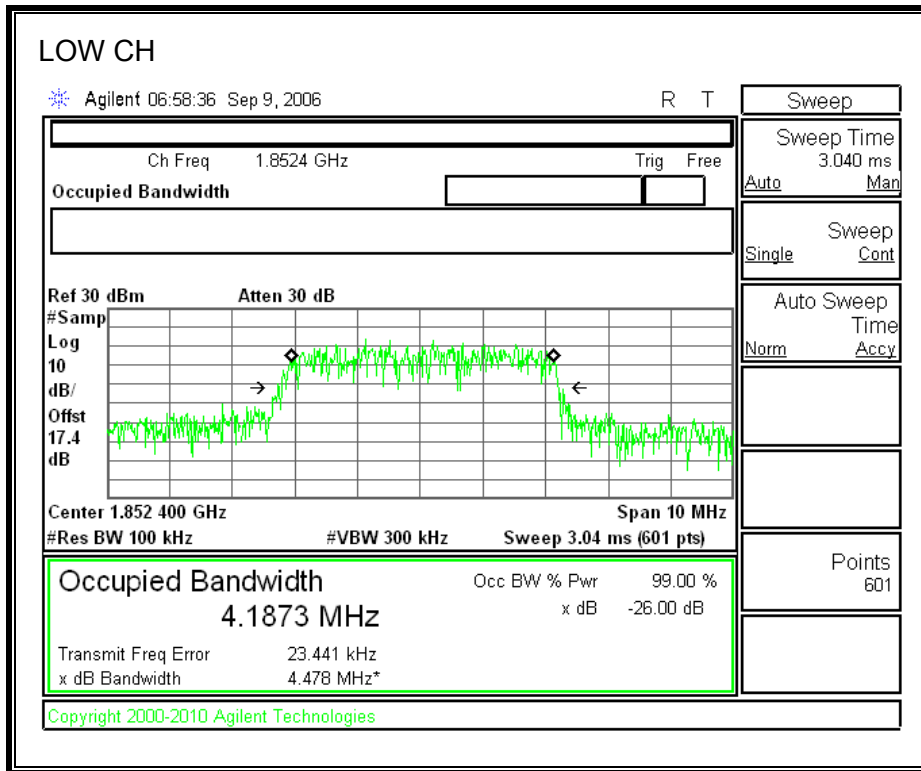 LOW CH
Agilent 06:58:36 Sep 9, 2006 R T
Sweep
Ch Freq 1.8524 GHz Trig Free
Occupied Bandwidth
Sweep Time
3.040 ms
Auto Man
Sweep
Single Cont
Auto Sweep
Time
Norm Accy
Ref 30 dBm Atten 30 dB
#Samp
Log
10
dB/
Offst
17.4
dB
Center 1.852 400 GHz Span 10 MHz
#Res BW 100 kHz #VBW 300 kHz Sweep 3.04 ms (601 pts)
Points
601
Occupied Bandwidth Occ BW % Pwr 99.00 %
4.1873 MHz x dB -26.00 dB
Transmit Freq Error 23.441 kHz
x dB Bandwidth 4.478 MHz*
Copyright 2000-2010 Agilent Technologies